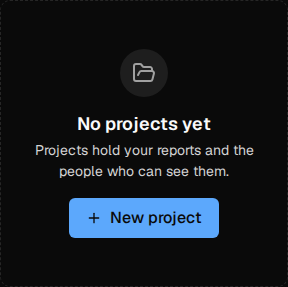 No projects yet
Projects hold your reports and the
people who can see them.
+ New project